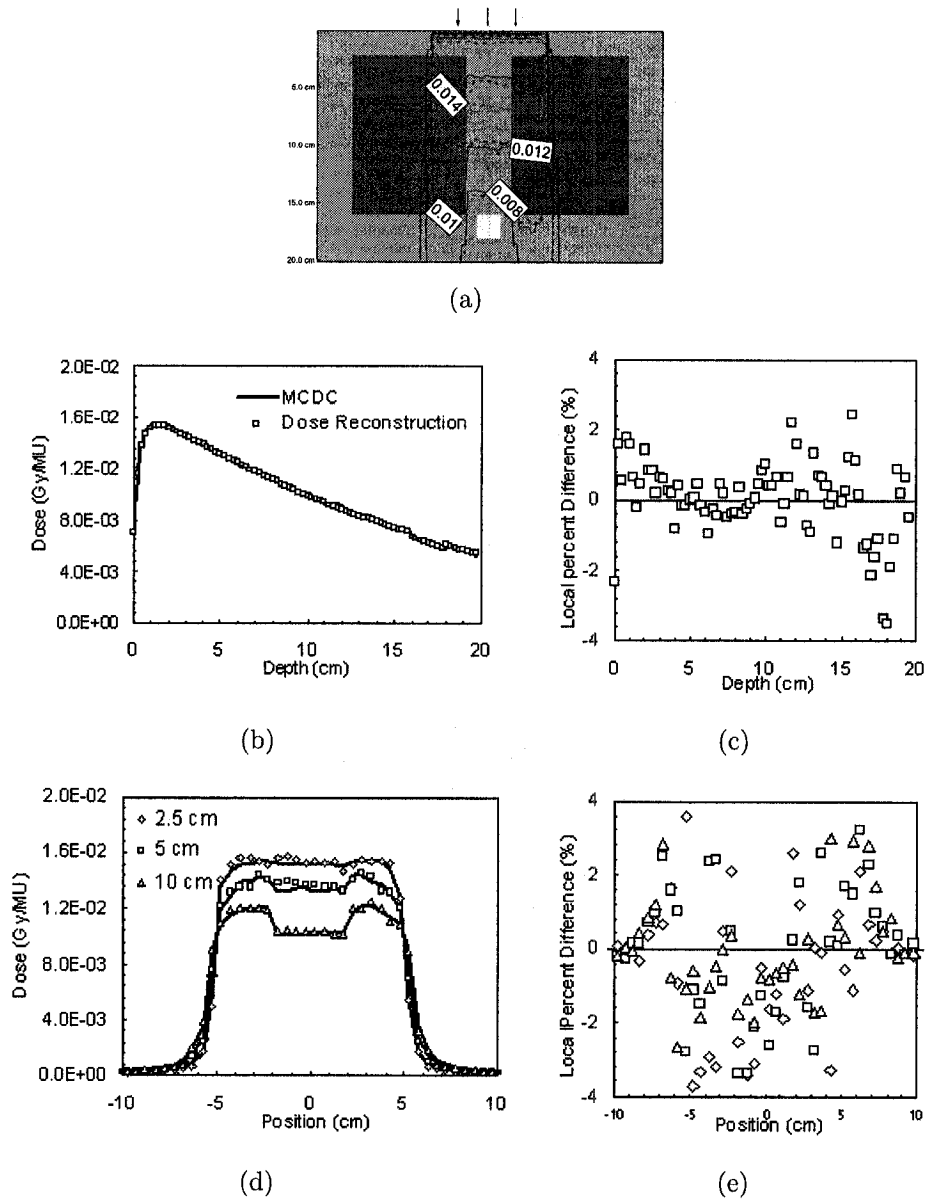 0.014
5.0 cm
10.0 cm
0.012
15.0 cm
0.01
0.008
20.0 cm
(a)
2.0E-02
1.6E-02
1.2E-02
8.0E-03
4.0E-03
0.0E+00
Dose (Gy/MU)
MCDC
Dose Reconstruction
0 5 10 15 20
Depth (cm)
(b)
4
2
0
-2
-4
Local percent Difference (%)
0 5 10 15 20
Depth (cm)
(c)
2.0E-02
1.6E-02
1.2E-02
8.0E-03
4.0E-03
0.0E+00
Dose (Gy/MU)
2.5 cm
5 cm
10 cm
-10 -5 0 5 10
Position (cm)
(d)
4
2
0
-2
-4
Loca lPercent Difference (%)
-10 -5 0 5 10
Position (cm)
(e)